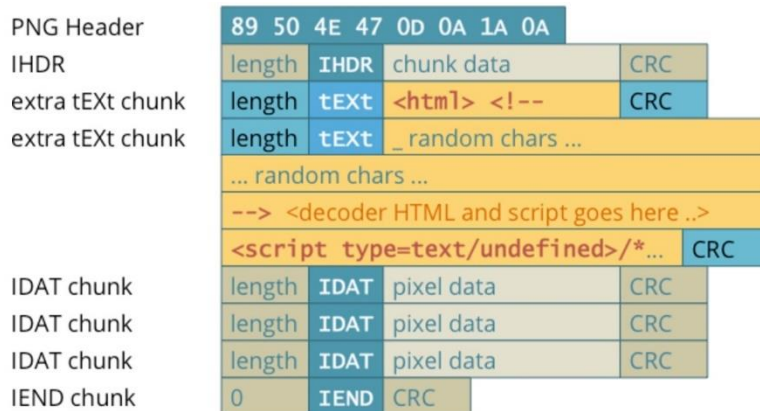 PNG Header 89 50 4E 47 0D 0A 1A 0A
IHDR length IHDR chunk data CRC
extra tEXt chunk length tEXt <html> <!-- CRC
extra tEXt chunk length tEXt _ random chars ...
... random chars ...
--> <decoder HTML and script goes here ..>
<script type=text/undefined>/*... CRC
IDAT chunk length IDAT pixel data CRC
IDAT chunk length IDAT pixel data CRC
IDAT chunk length IDAT pixel data CRC
IEND chunk 0 IEND CRC